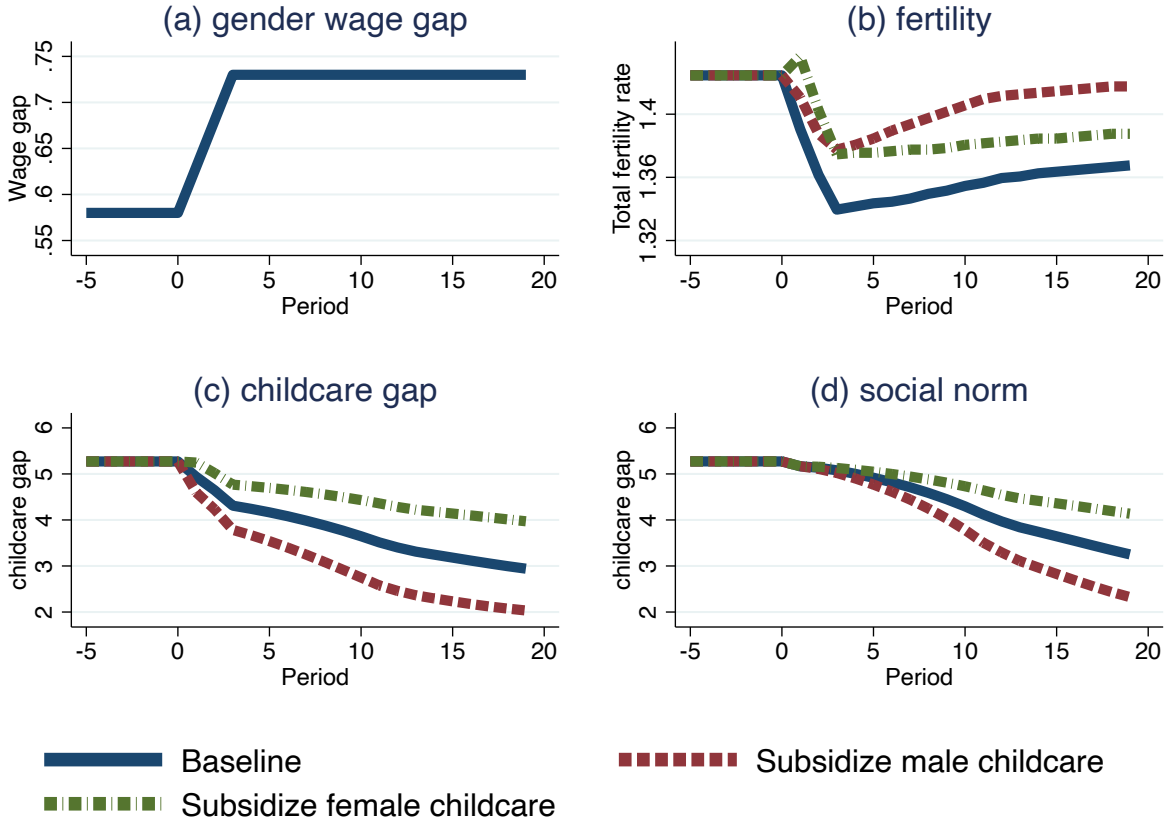 (a) gender wage gap
Wage gap
.75
.7
.65
.6
.55
-5 0 5 10 15 20
Period
(b) fertility
Total fertility rate
1.4
1.36
1.32
-5 0 5 10 15 20
Period
(c) childcare gap
childcare gap
6
5
4
3
2
-5 0 5 10 15 20
Period
(d) social norm
childcare gap
6
5
4
3
2
-5 0 5 10 15 20
Period
Baseline
Subsidize male childcare
Subsidize female childcare